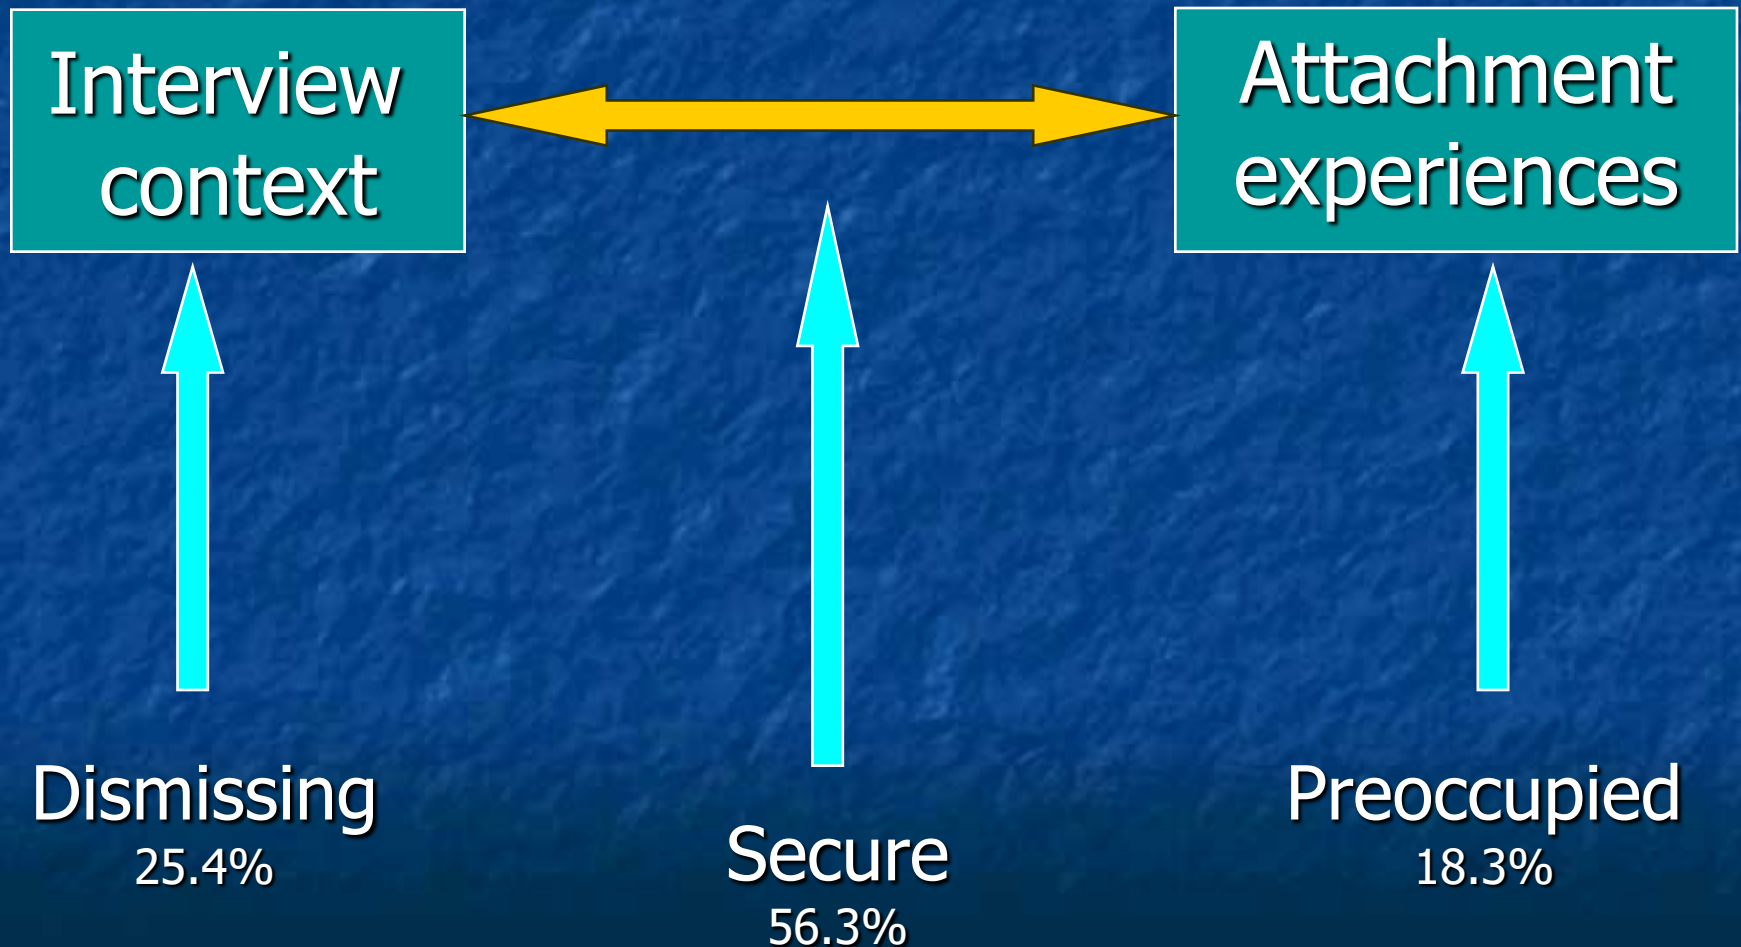 Interview
context
Attachment
experiences
Dismissing
25.4%
Secure
56.3%
Preoccupied
18.3%